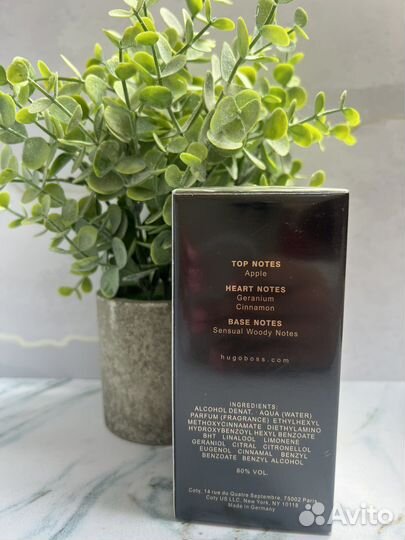 TOP NOTES
Apple
HEART NOTES
Geranium
Cinnamon
BASE NOTES
Sensual Woody Notes
hugoboss.com
INGREDIENTS:
ALCOHOL DENAT. · AQUA (WATER)
PARFUM (FRAGRANCE) ETHYLHEXYL
METHOXYCINNAMATE DIETHYLAMINO
HYDROXYBENZOYL HEXYL BENZOATE
BHT LINALOOL LIMONENE
GERANIOL CITRAL CITRONELLOL
EUGENOL CINNAMAL BENZYL
BENZOATE BENZYL ALCOHOL
80% VOL.
Coty, 14 rue du Quatre Septembre, 75002 Paris
Coty US LLC. New York, NY 10118
Made in Germany
Avito